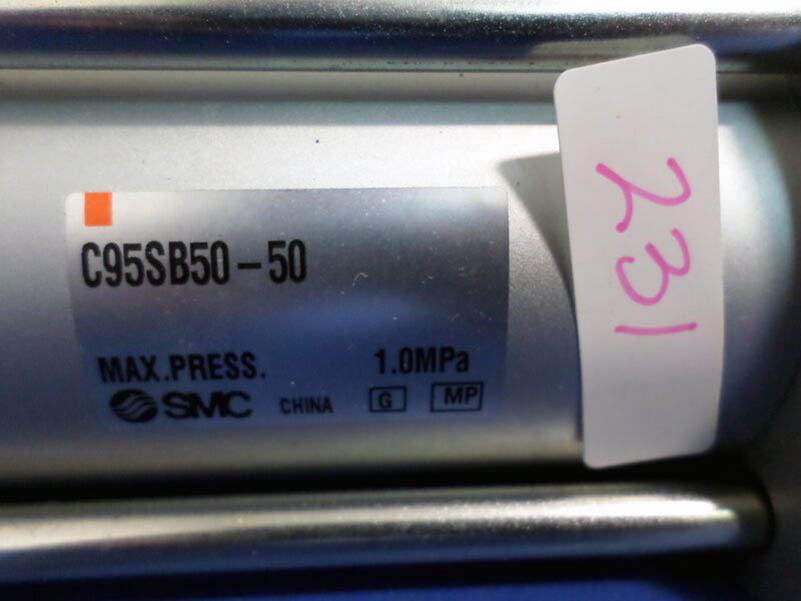 C95SB50-50
MAX.PRESS. 1.0MPa
SMC CHINA G MP
231